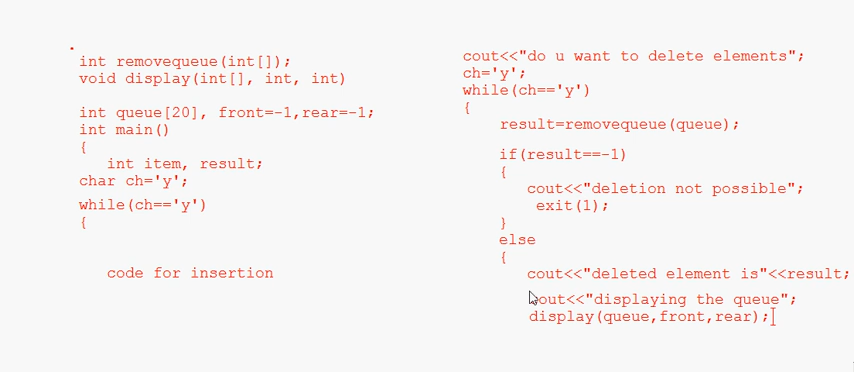 int removequeue(int[]);
void display(int[], int, int)
int queue[20], front=-1,rear=-1;
int main()
{
int item, result;
char ch='y';
while(ch=='y')
{
code for insertion
cout<<"do u want to delete elements";
ch='y';
while(ch=='y')
{
result=removequeue(queue);
if(result==-1)
{
cout<<"deletion not possible";
exit(1);
}
else
{
cout<<"deleted element is"<<result;
cout<<"displaying the queue";
display(queue,front,rear);